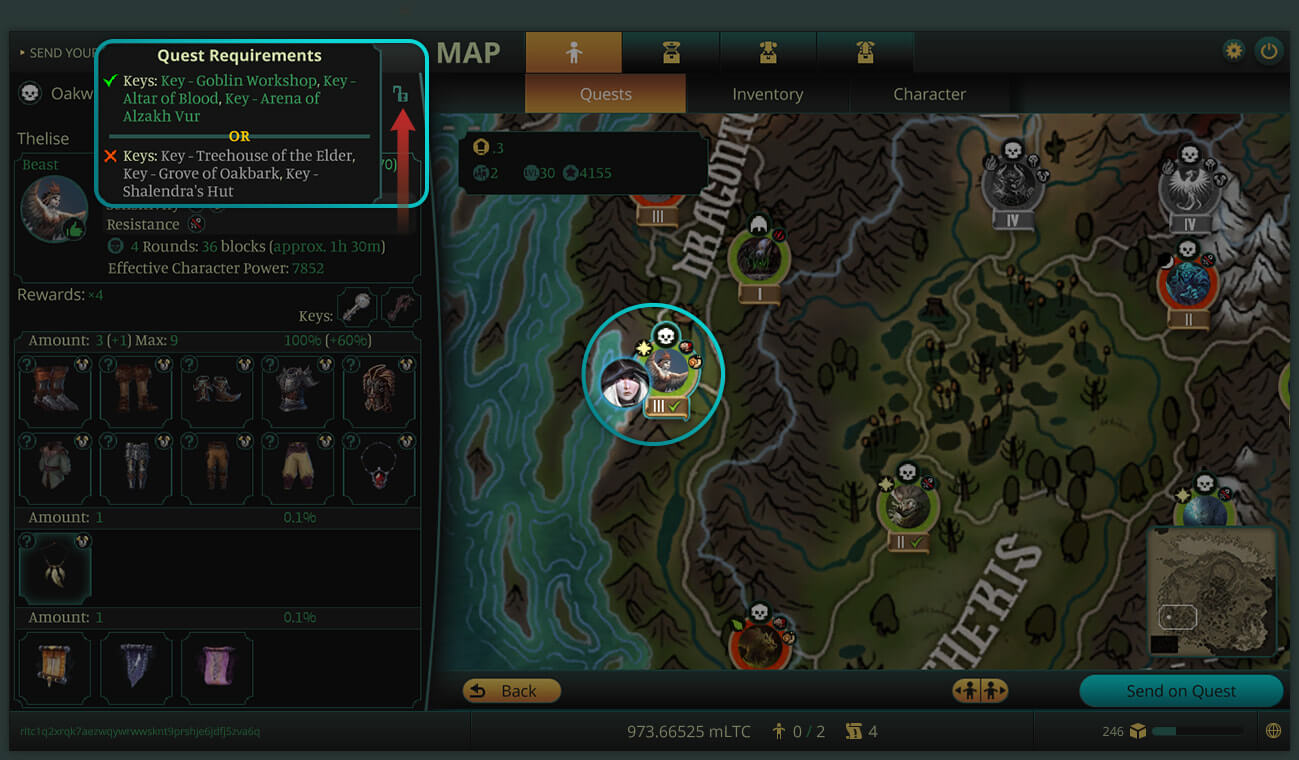 SEND YOUR
Quest Requirements
Keys: Key - Goblin Workshop, Key -
Altar of Blood, Key - Arena of
Alzakh Vur
OR
Keys: Key - Treehouse of the Elder,
Key - Grove of Oakbark, Key -
Shalendra's Hut
MAP
Quests
Inventory
Character
Oakw
Thelise
Beast
70)
Resistance
4 Rounds: 36 blocks (approx. 1h 30m)
Effective Character Power: 7852
Rewards: ×4
Keys:
Amount: 3 (+1) Max: 9
100% (+60%)
Amount: 1
0.1%
Amount: 1
0.1%
.3
2
LVL30
4155
DRAGONTO
III
IV
IV
I
II
III
II
THERIS
Back
Send on Quest
rltc1q2xrqk7aezwqywrwwsknt9prshje6jdfj5zva6q
973.66525 mLTC
0 / 2
4
246